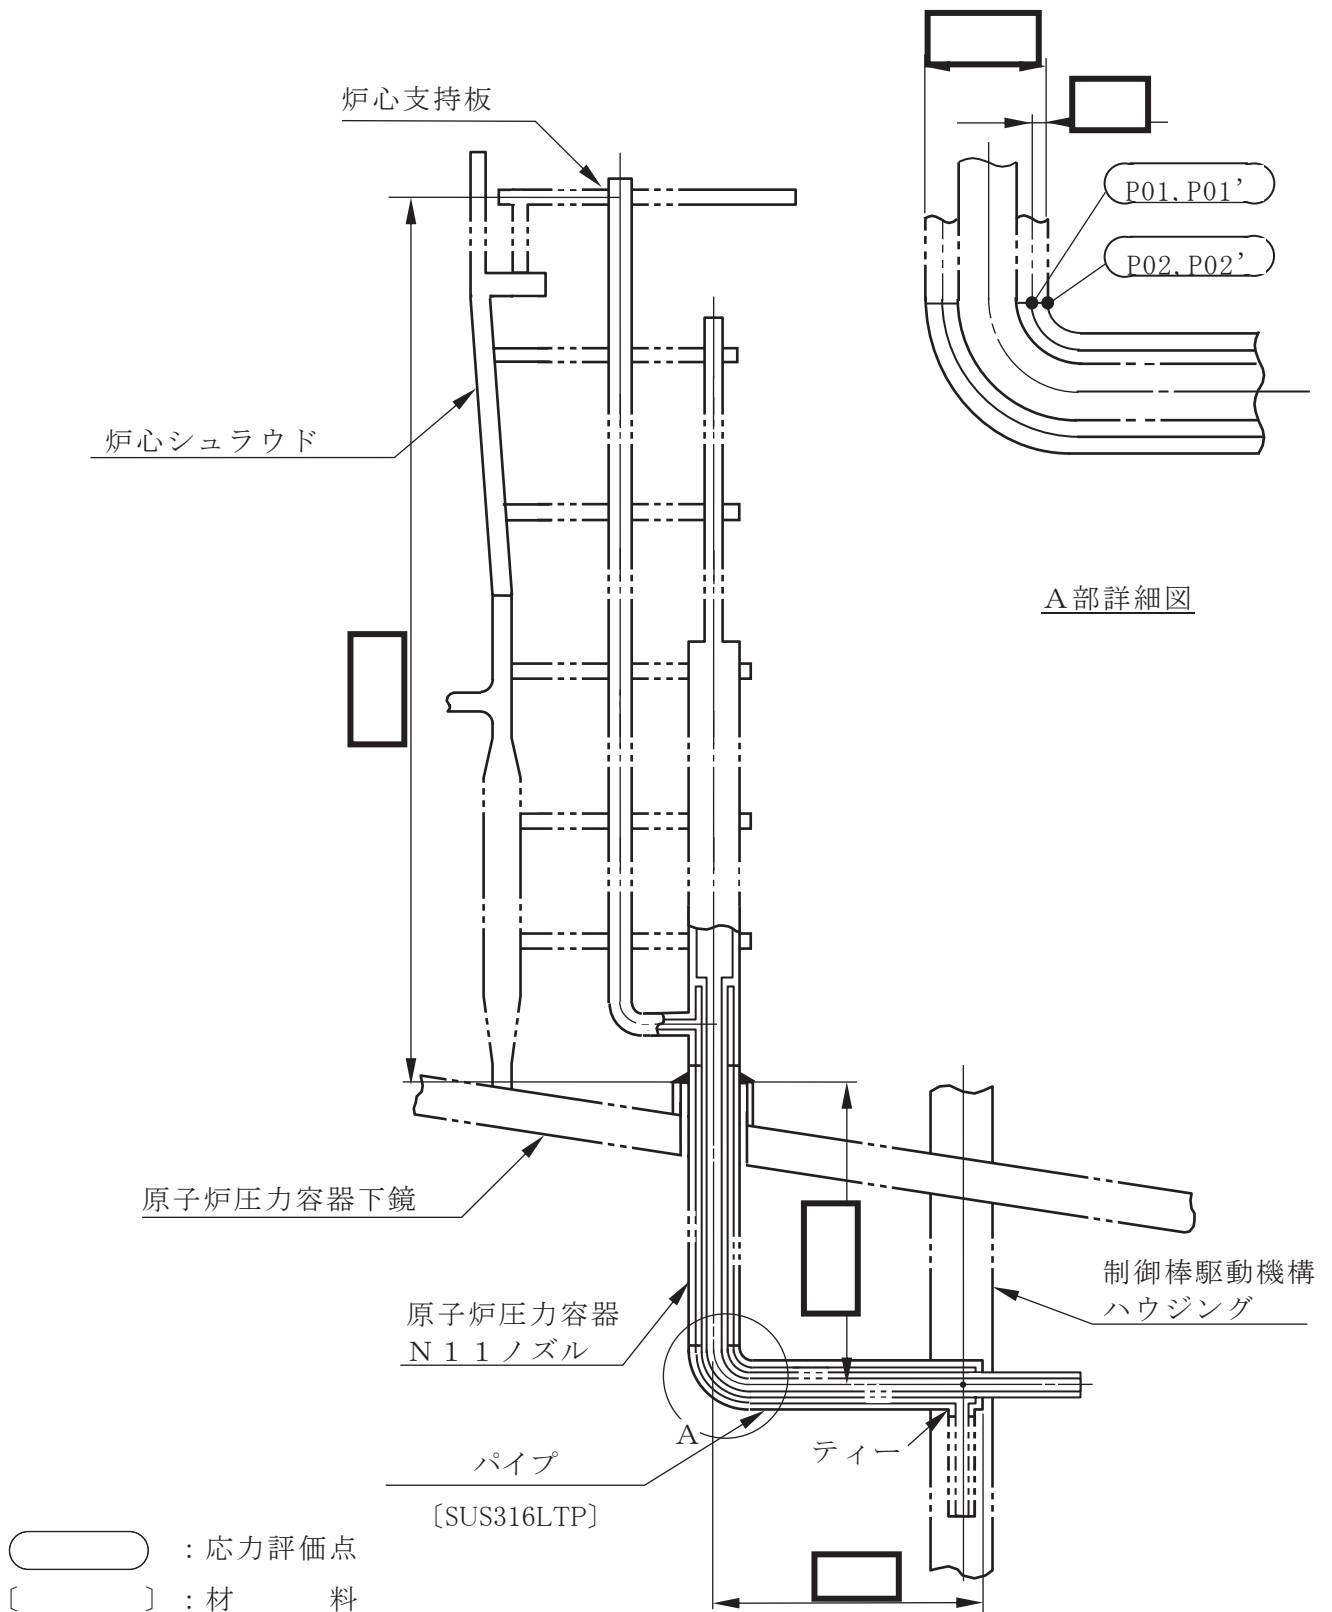 炉心支持板
P01, P01’
P02, P02’
炉心シュラウド
A部詳細図
原子炉圧力容器下鏡
制御棒駆動機構
ハウジング
原子炉圧力容器
N11ノズル
A
ティー
パイプ
〔SUS316LTP〕
：応力評価点
〔 〕：材 料